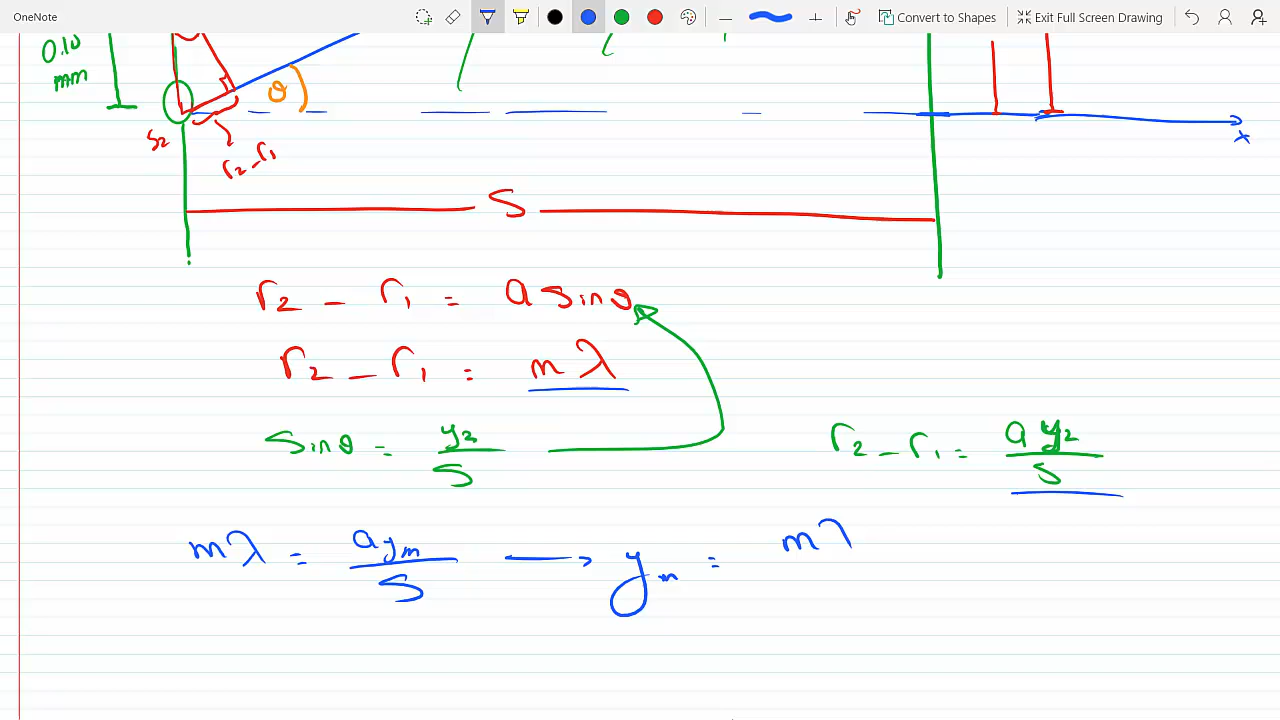 OneNote
Convert to Shapes
Exit Full Screen Drawing
0.10
mm
θ
S2
r2 - r1
x
S
r2 - r1 = a sinθ
r2 - r1 = mλ
sinθ = y2/S
r2 - r1 = a y2/S
mλ = a ym/S → ym = mλ